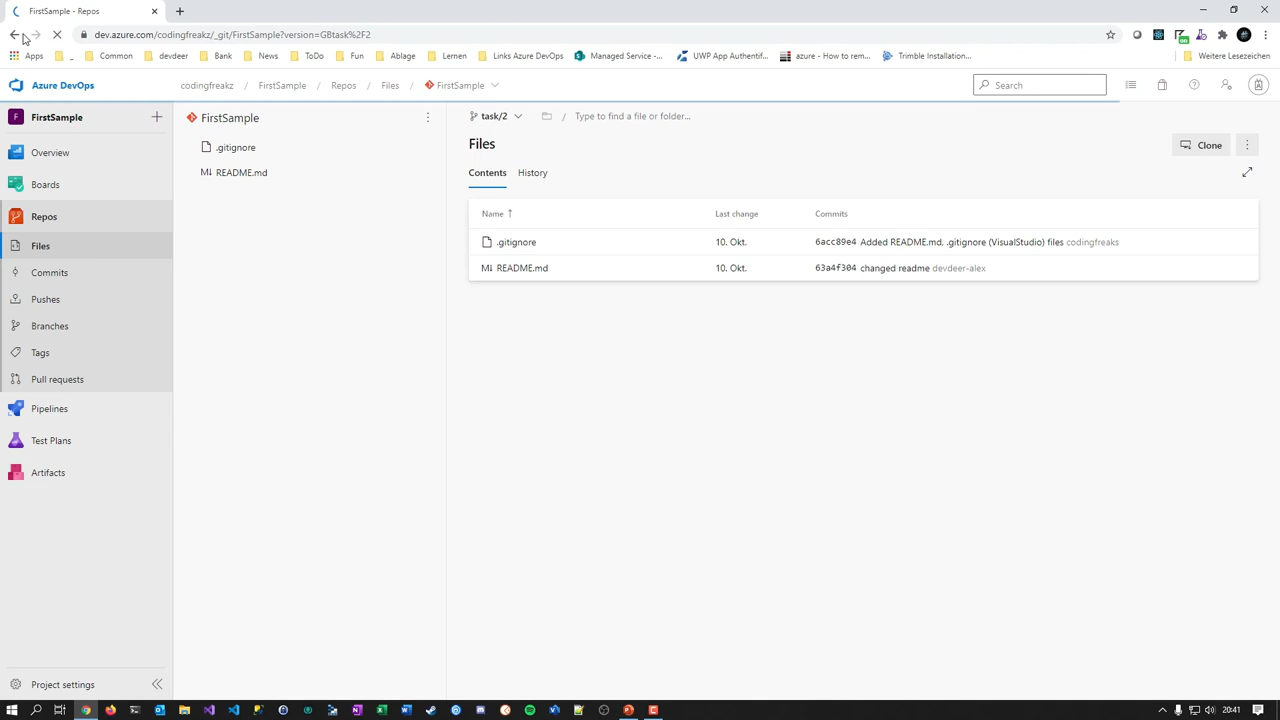 FirstSample - Repos
dev.azure.com/codingfreakz/_git/FirstSample?version=GBtask%2F2
Apps _ Common devdeer Bank News ToDo Fun Ablage Lernen Links Azure DevOps Managed Service -... UWP App Authentif... azure - How to rem... Trimble Installation... Weitere Lesezeichen
Azure DevOps
codingfreakz / FirstSample / Repos / Files / FirstSample
Search
F FirstSample
Overview
Boards
Repos
Files
Commits
Pushes
Branches
Tags
Pull requests
Pipelines
Test Plans
Artifacts
Project settings
FirstSample
.gitignore
M↓ README.md
task/2 / Type to find a file or folder...
Files
Clone
Contents History
Name ↑ Last change Commits
.gitignore 10. Okt. 6acc89e4 Added README.md, .gitignore (VisualStudio) files codingfreaks
M↓ README.md 10. Okt. 63a4f304 changed readme devdeer-alex
20:41